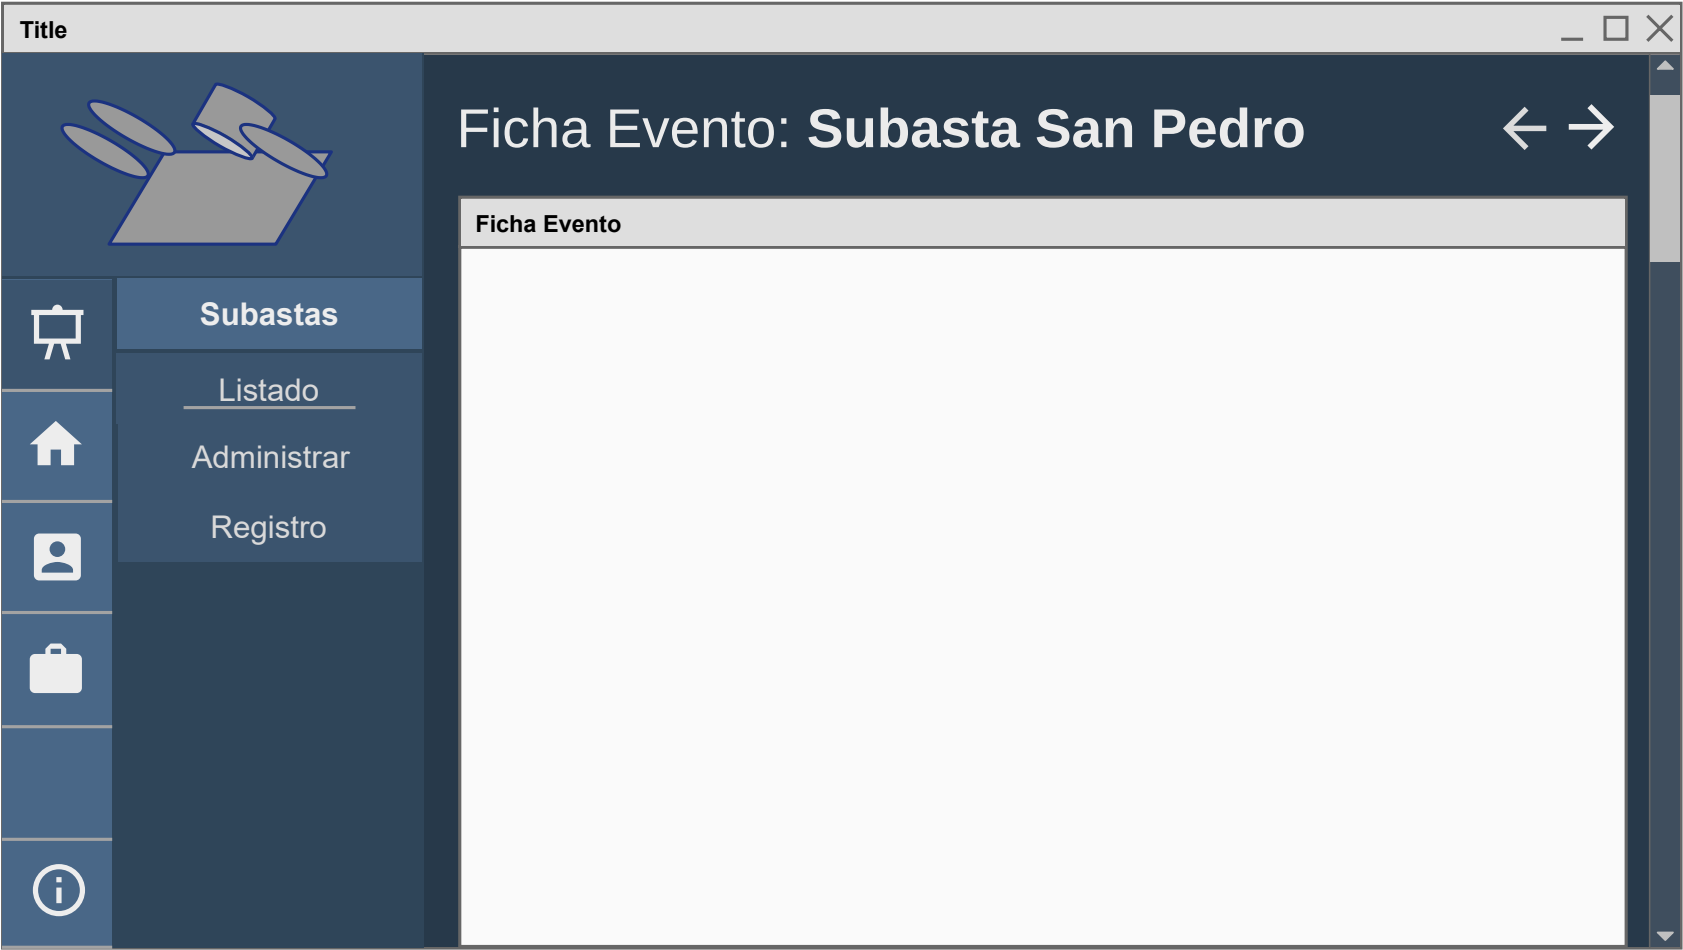 Title
Ficha Evento: Subasta San Pedro
Ficha Evento
Subastas
Listado
Administrar
Registro